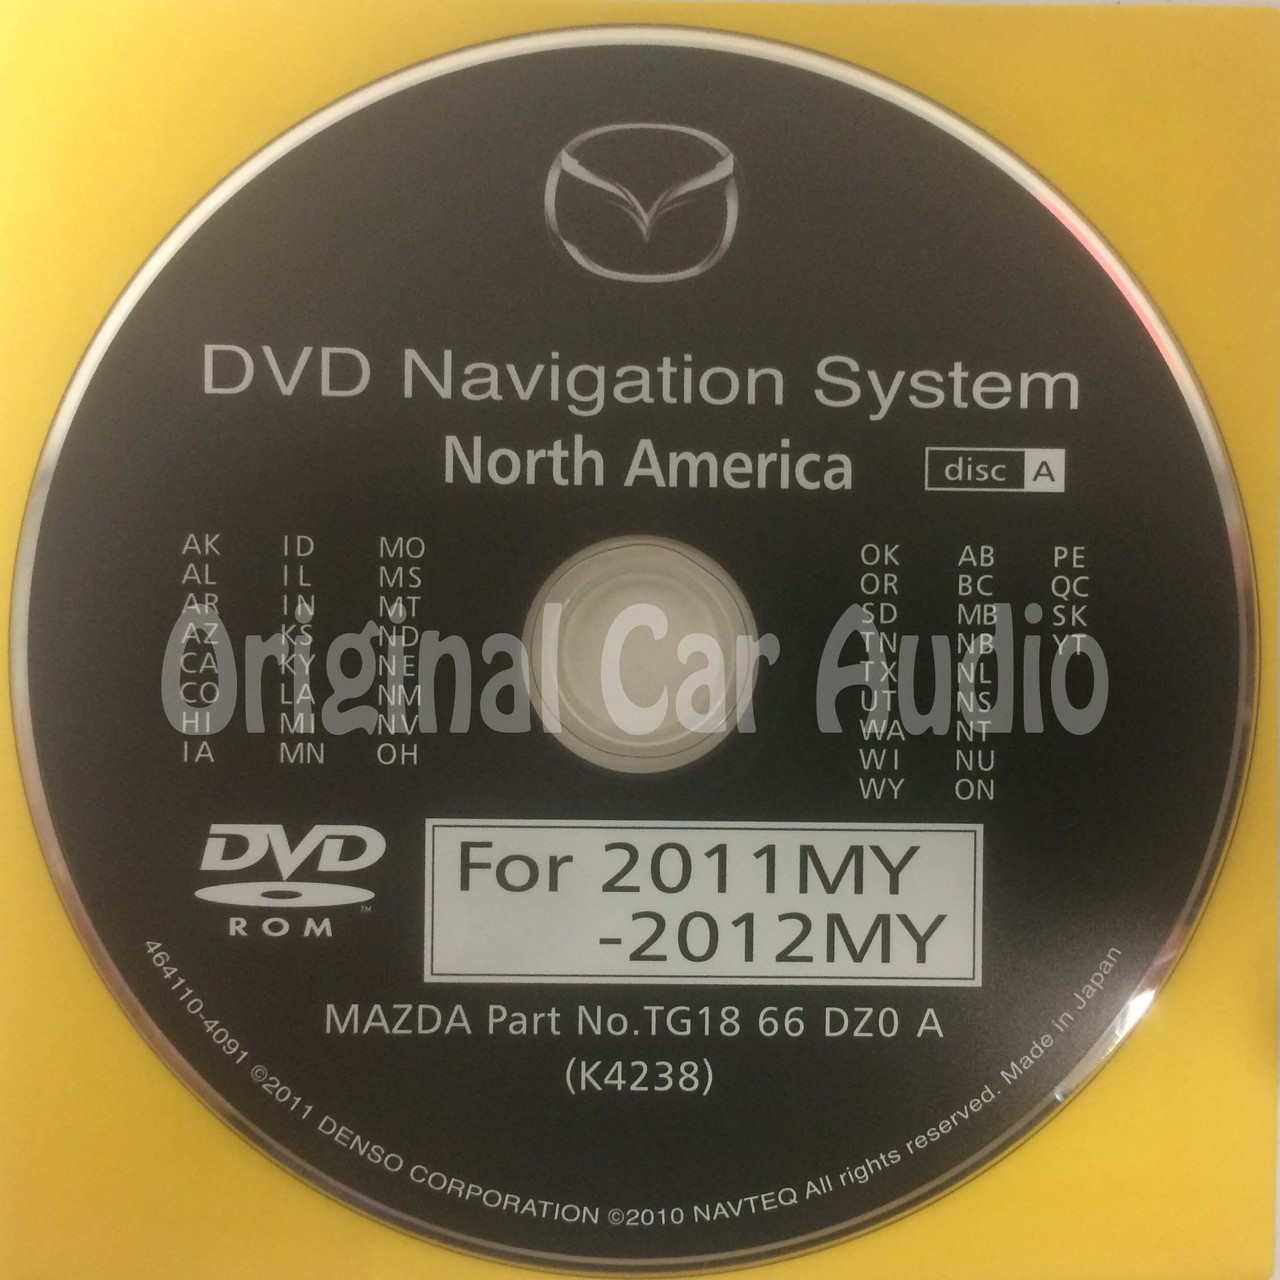 DVD Navigation System
North America disc A
AK ID MO OK AB PE
AL IL MS OR BC QC
AR IN MT SD MB SK
AZ KS ND TN NB YT
CA KY NE TX NL
CO LA NM UT NS
HI MI NV WA NT
IA MN OH WI NU
WY ON
Original Car Audio
DVD
ROM
TM
For 2011MY
-2012MY
MAZDA Part No.TG18 66 DZ0 A
(K4238)
464110-4091 ©2011 DENSO CORPORATION ©2010 NAVTEQ All rights reserved. Made in Japan